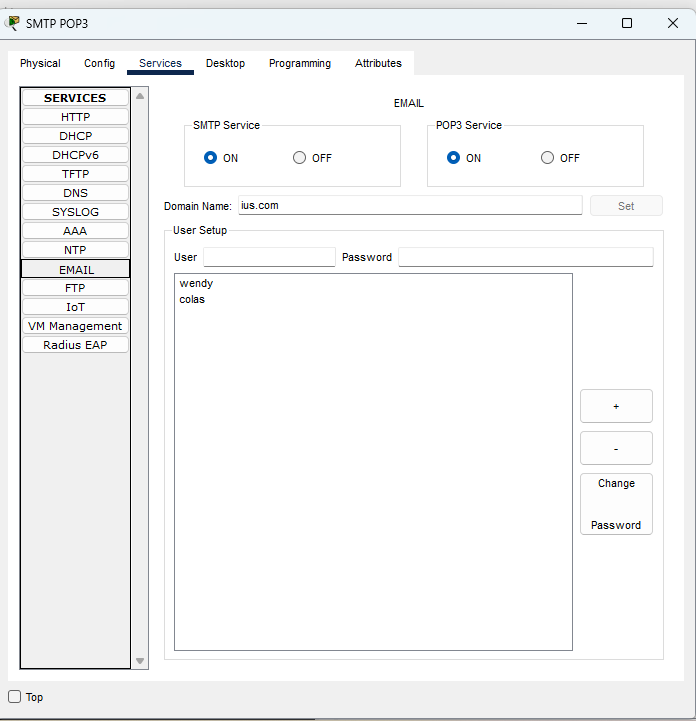 SMTP POP3
Physical Config Services Desktop Programming Attributes
SERVICES
HTTP
DHCP
DHCPv6
TFTP
DNS
SYSLOG
AAA
NTP
EMAIL
FTP
IoT
VM Management
Radius EAP
EMAIL
SMTP Service
ON OFF
POP3 Service
ON OFF
Domain Name: ius.com Set
User Setup
User Password
wendy
colas
+
-
Change
Password
Top